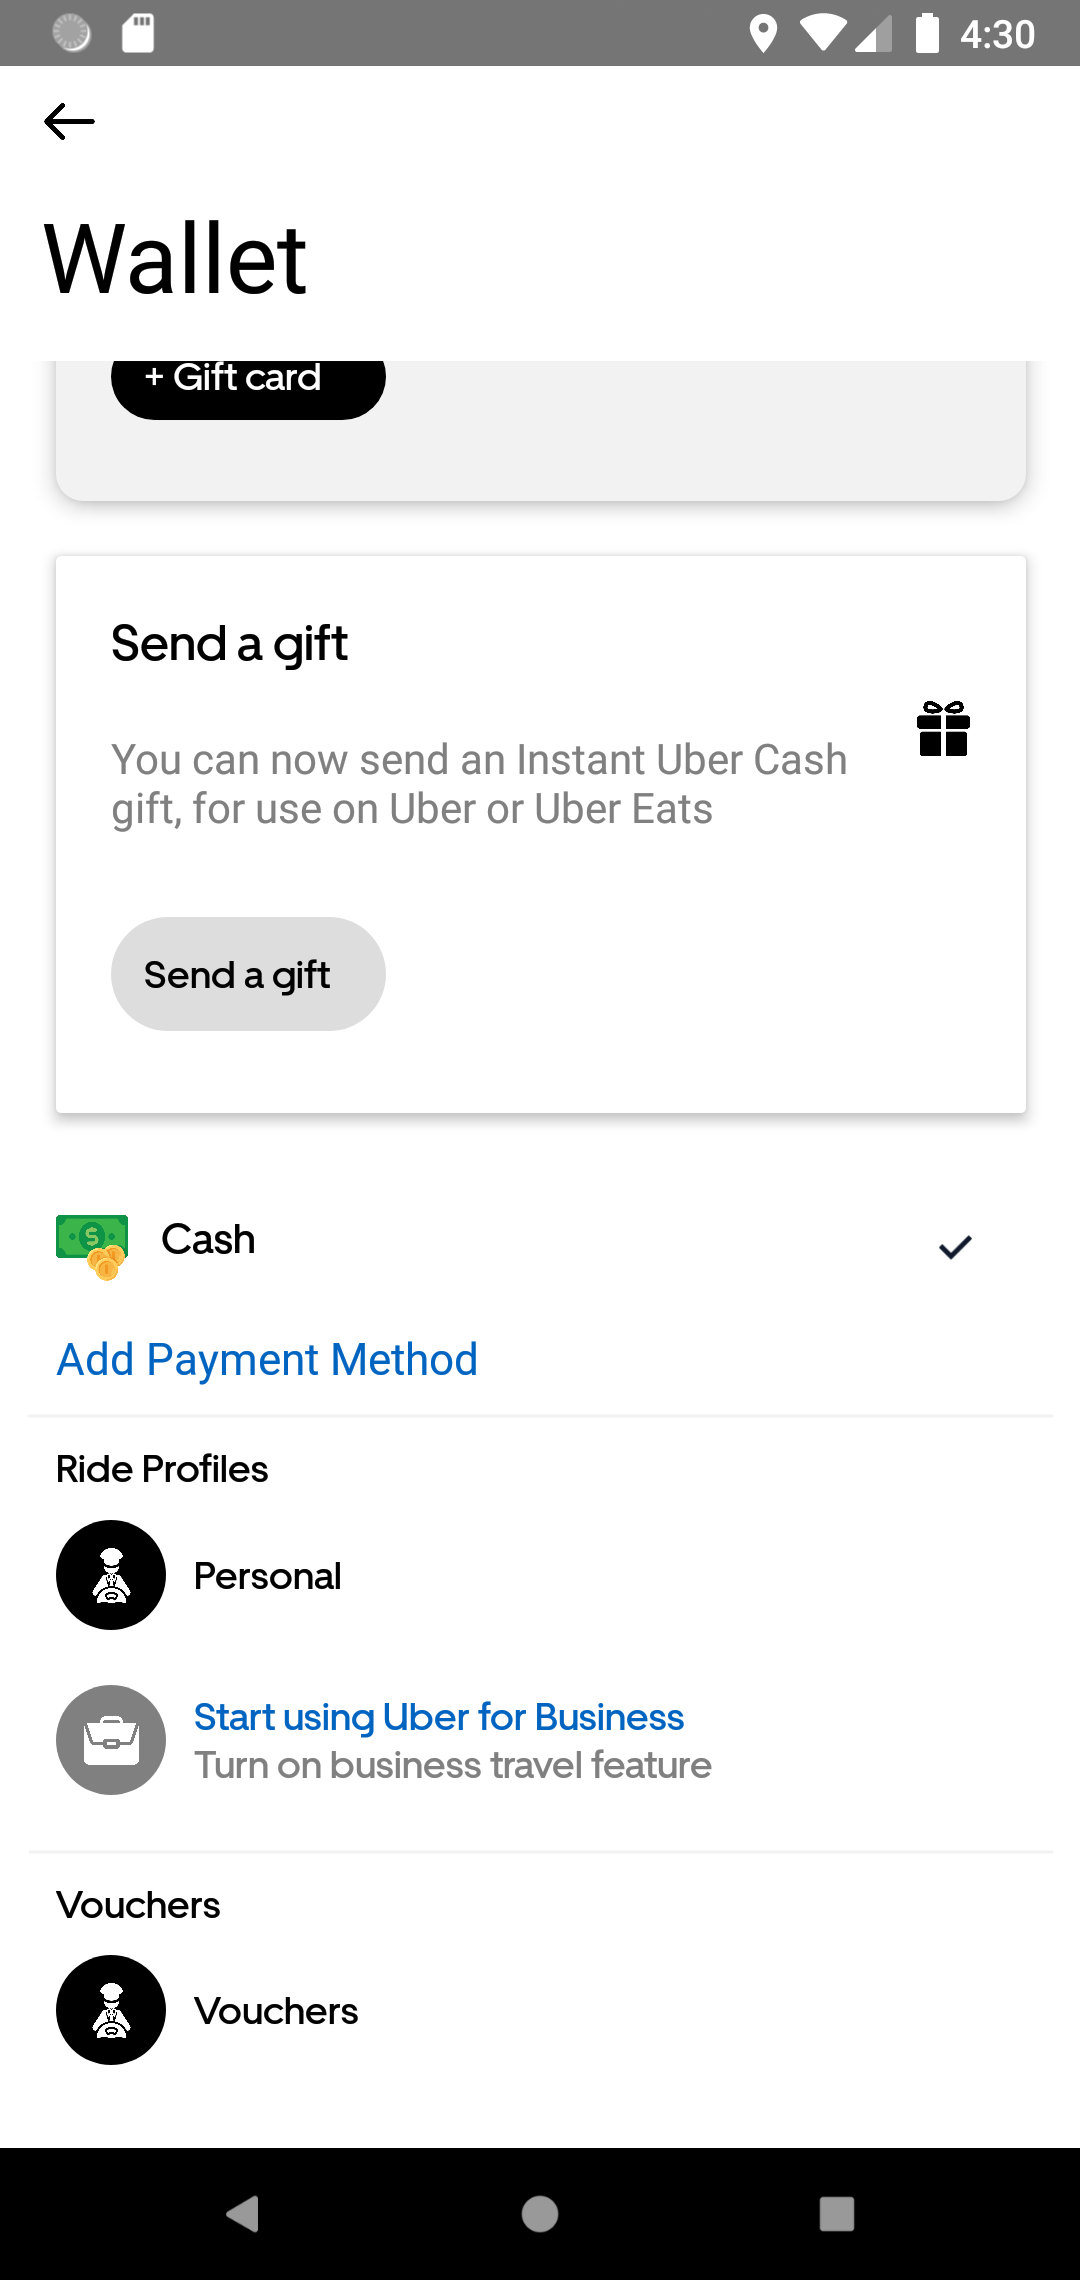 4:30
Wallet
+ Gift card
Send a gift
You can now send an Instant Uber Cash
gift, for use on Uber or Uber Eats
Send a gift
Cash
Add Payment Method
Ride Profiles
Personal
Start using Uber for Business
Turn on business travel feature
Vouchers
Vouchers